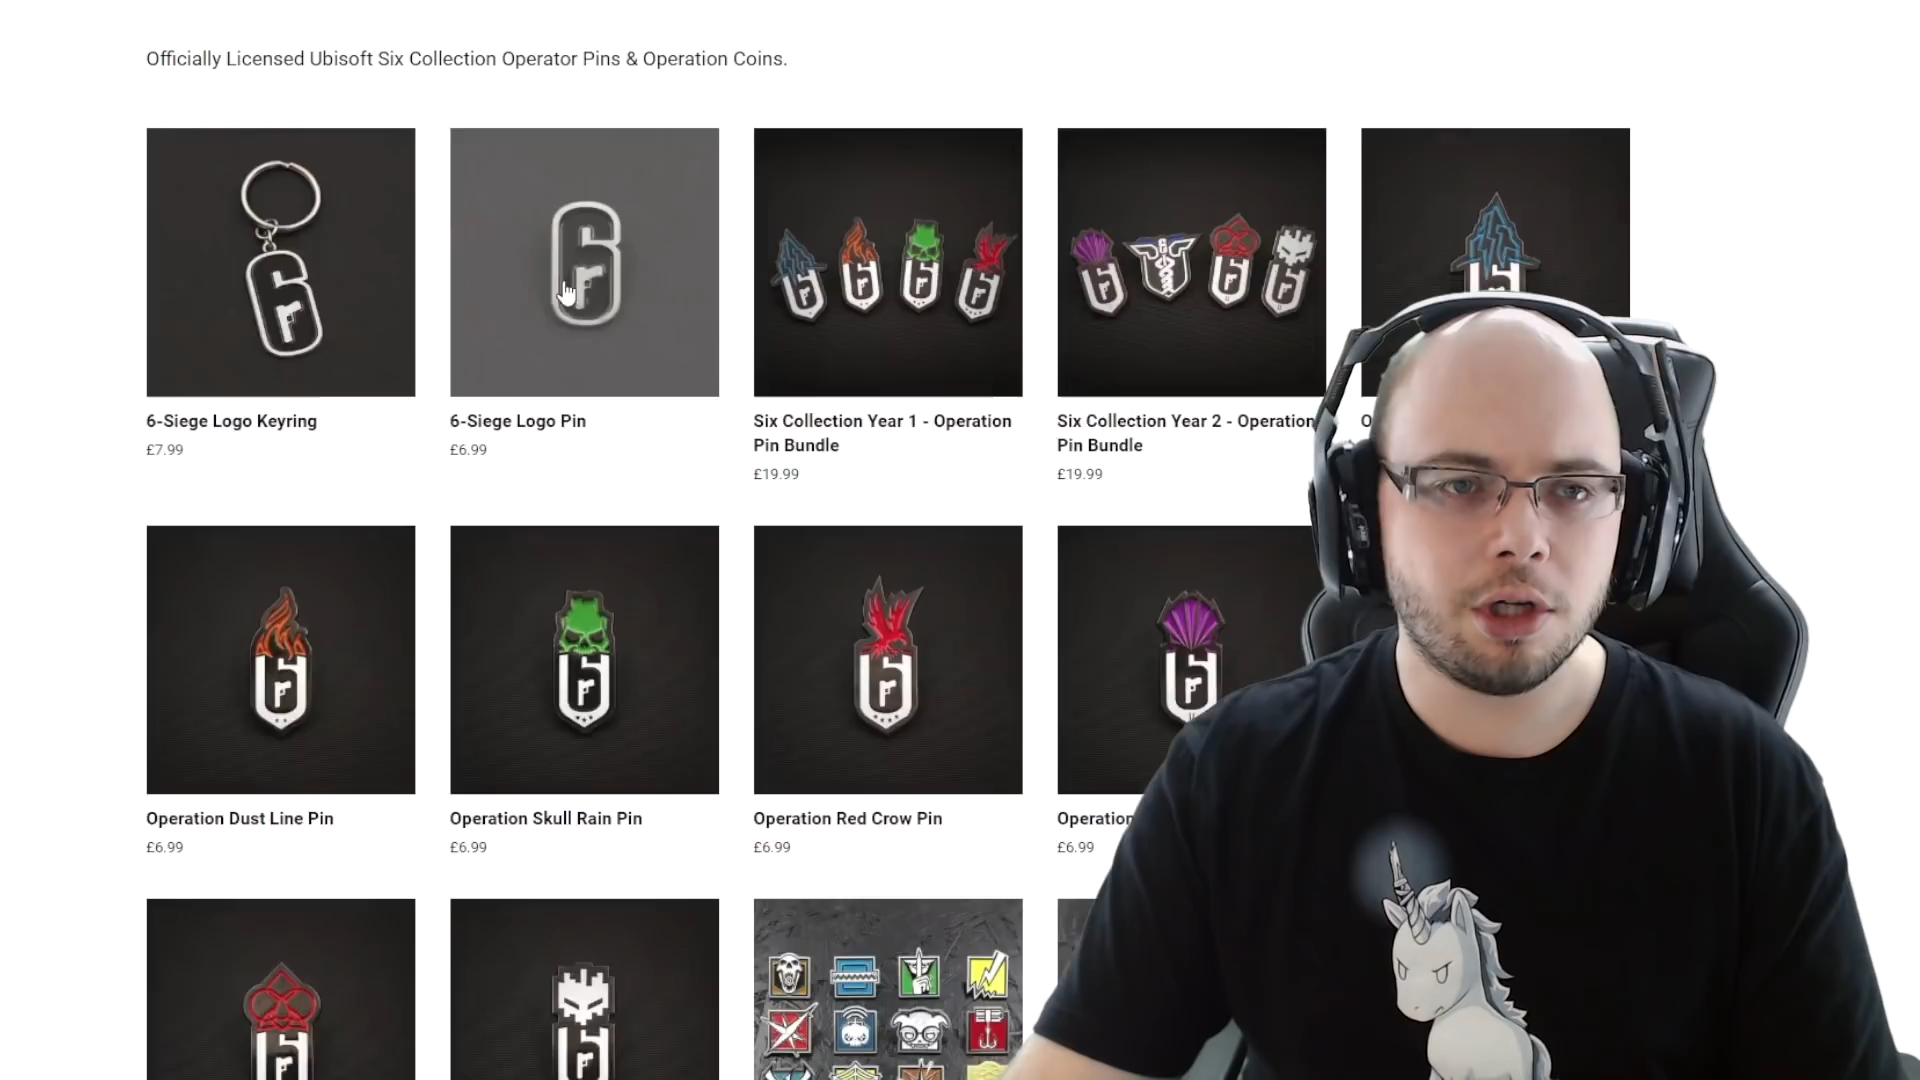 Officially Licensed Ubisoft Six Collection Operator Pins & Operation Coins.
6-Siege Logo Keyring
£7.99
6-Siege Logo Pin
£6.99
Six Collection Year 1 - Operation
Pin Bundle
£19.99
Six Collection Year 2 - Operation
Pin Bundle
£19.99
Operation Dust Line Pin
£6.99
Operation Skull Rain Pin
£6.99
Operation Red Crow Pin
£6.99
Operation
£6.99